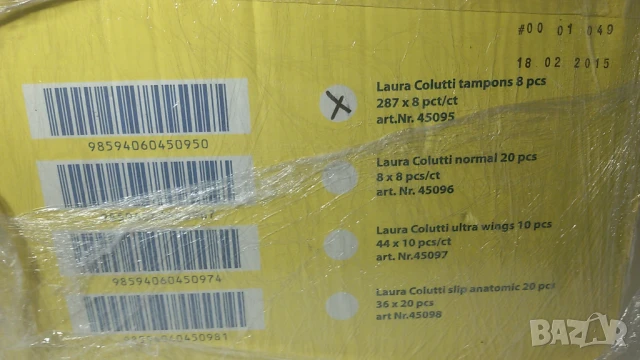 #00 01 049
18 02 2015
Laura Colutti tampons 8 pcs
287 x 8 pct/ct
art.Nr. 45095
98594060450950
Laura Colutti normal 20 pcs
8 x 8 pcs/ct
art. Nr. 45096
Laura Colutti ultra wings 10 pcs
44 x 10 pcs/ct
art. Nr.45097
98594060450974
Laura Colutti slip anatomic 20 pcs
36 x 20 pcs
art Nr.45098
98594060450981
BAZAR.BG